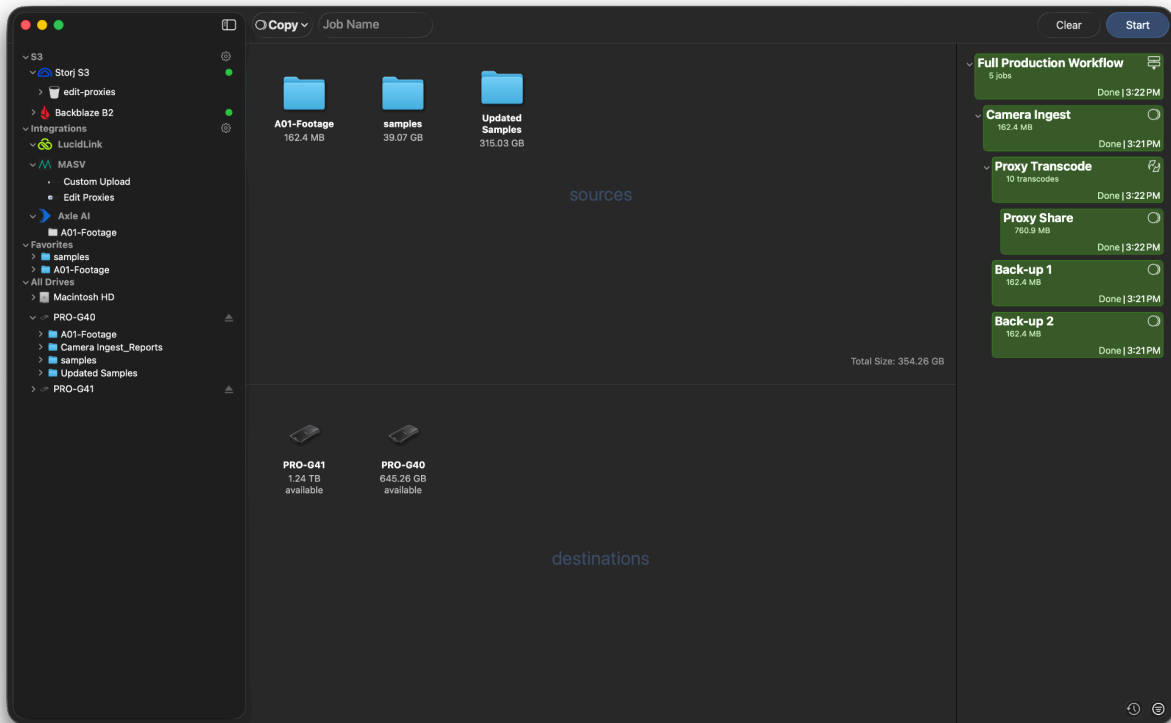 Copy
Job Name
Clear
Start
S3
Storj S3
edit-proxies
Backblaze B2
Integrations
LucidLink
MASV
Custom Upload
Edit Proxies
Axle AI
A01-Footage
Favorites
samples
A01-Footage
All Drives
Macintosh HD
PRO-G40
A01-Footage
Camera Ingest_Reports
samples
Updated Samples
PRO-G41
A01-Footage
162.4 MB
samples
39.07 GB
Updated
Samples
315.03 GB
sources
Total Size: 354.26 GB
PRO-G41
1.24 TB
available
PRO-G40
645.26 GB
available
destinations
Full Production Workflow
5 jobs
Done | 3:22 PM
Camera Ingest
162.4 MB
Done | 3:21 PM
Proxy Transcode
10 transcodes
Done | 3:22 PM
Proxy Share
760.9 MB
Done | 3:22 PM
Back-up 1
162.4 MB
Done | 3:21 PM
Back-up 2
162.4 MB
Done | 3:21 PM